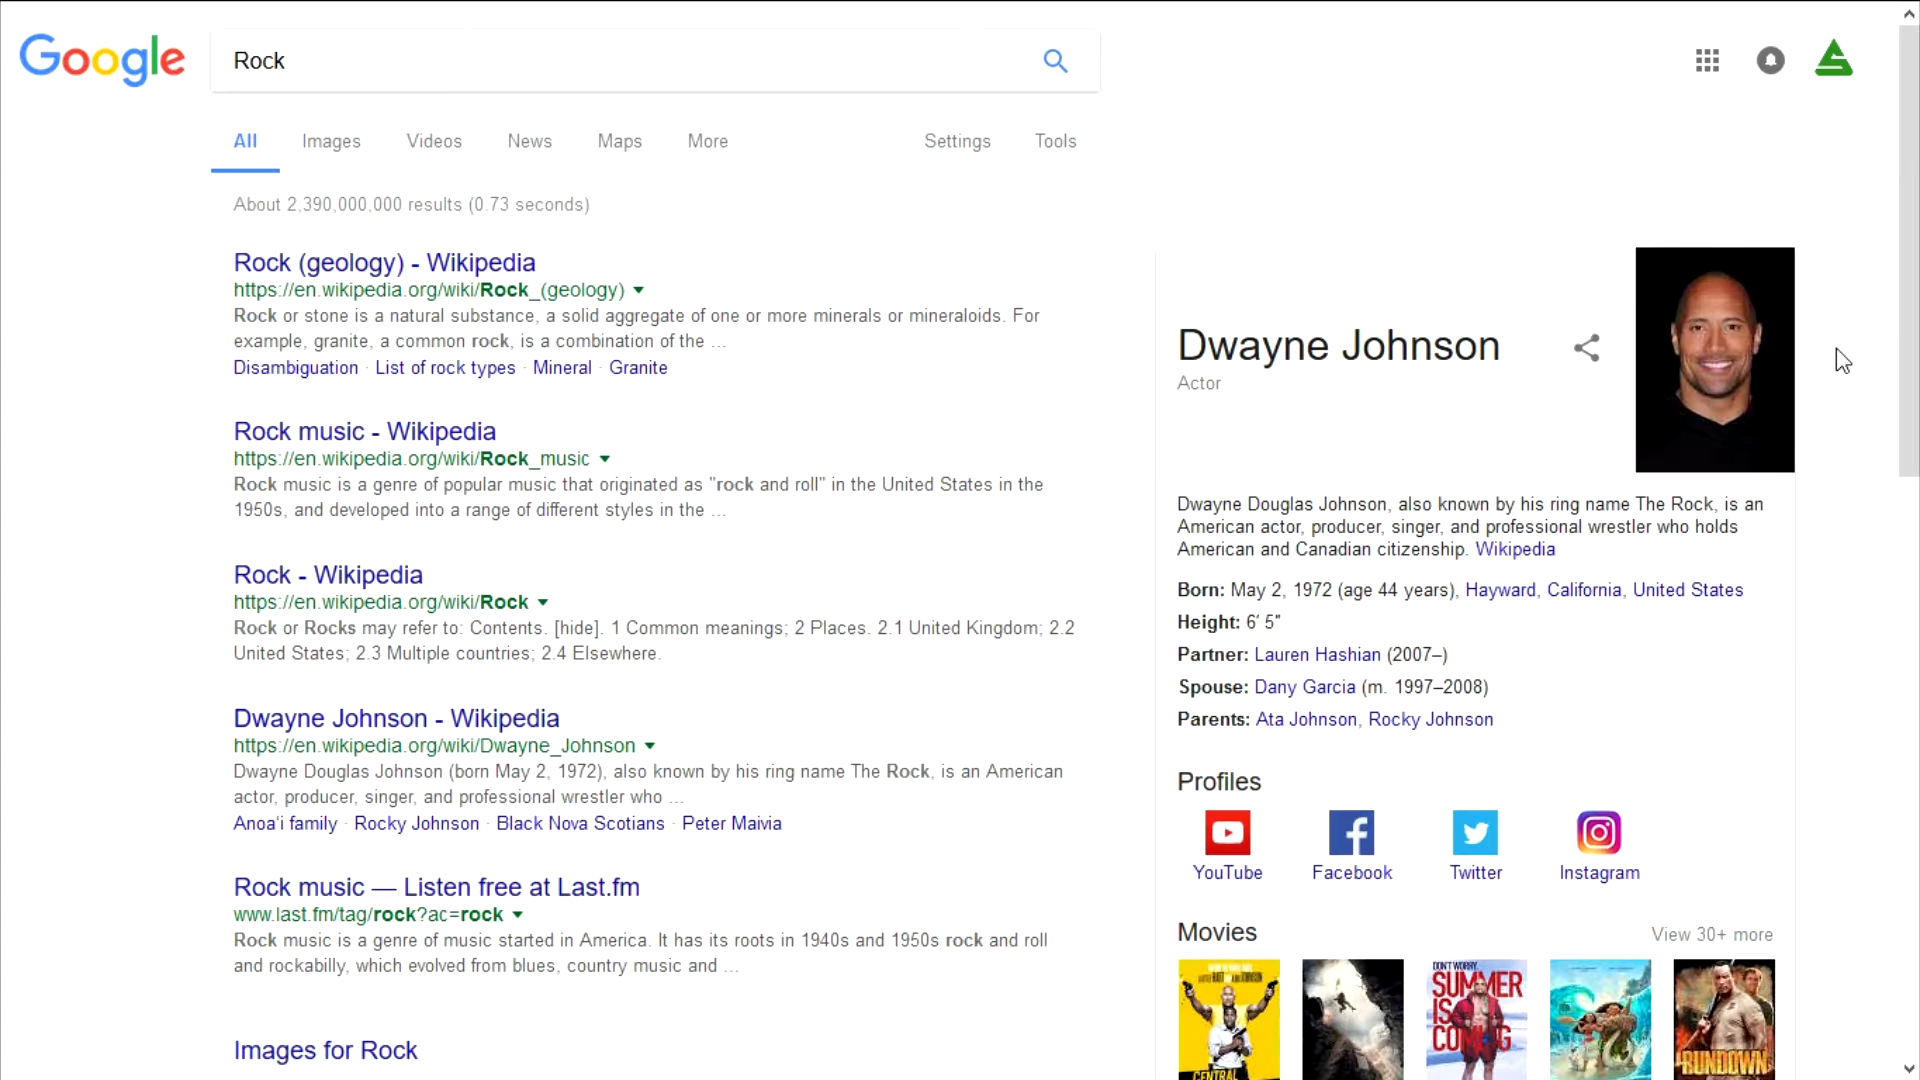 Google
Rock
All
Images
Videos
News
Maps
More
Settings
Tools
About 2,390,000,000 results (0.73 seconds)
Rock (geology) - Wikipedia
https://en.wikipedia.org/wiki/Rock_(geology)
Rock or stone is a natural substance, a solid aggregate of one or more minerals or mineraloids. For
example, granite, a common rock, is a combination of the ...
Disambiguation · List of rock types · Mineral · Granite
Rock music - Wikipedia
https://en.wikipedia.org/wiki/Rock_music
Rock music is a genre of popular music that originated as "rock and roll" in the United States in the
1950s, and developed into a range of different styles in the ...
Rock - Wikipedia
https://en.wikipedia.org/wiki/Rock
Rock or Rocks may refer to: Contents. [hide]. 1 Common meanings; 2 Places. 2.1 United Kingdom; 2.2
United States; 2.3 Multiple countries; 2.4 Elsewhere.
Dwayne Johnson - Wikipedia
https://en.wikipedia.org/wiki/Dwayne_Johnson
Dwayne Douglas Johnson (born May 2, 1972), also known by his ring name The Rock, is an American
actor, producer, singer, and professional wrestler who ...
Anoa'i family · Rocky Johnson · Black Nova Scotians · Peter Maivia
Rock music — Listen free at Last.fm
www.last.fm/tag/rock?ac=rock
Rock music is a genre of music started in America. It has its roots in 1940s and 1950s rock and roll
and rockabilly, which evolved from blues, country music and ...
Images for Rock
Dwayne Johnson
Actor
Dwayne Douglas Johnson, also known by his ring name The Rock, is an
American actor, producer, singer, and professional wrestler who holds
American and Canadian citizenship. Wikipedia
Born: May 2, 1972 (age 44 years), Hayward, California, United States
Height: 6′ 5″
Partner: Lauren Hashian (2007–)
Spouse: Dany Garcia (m. 1997–2008)
Parents: Ata Johnson, Rocky Johnson
Profiles
YouTube
Facebook
Twitter
Instagram
Movies
View 30+ more
CENTRAL
DON'T WORRY,
SUMMER
IS
COMING
RUNDOWN